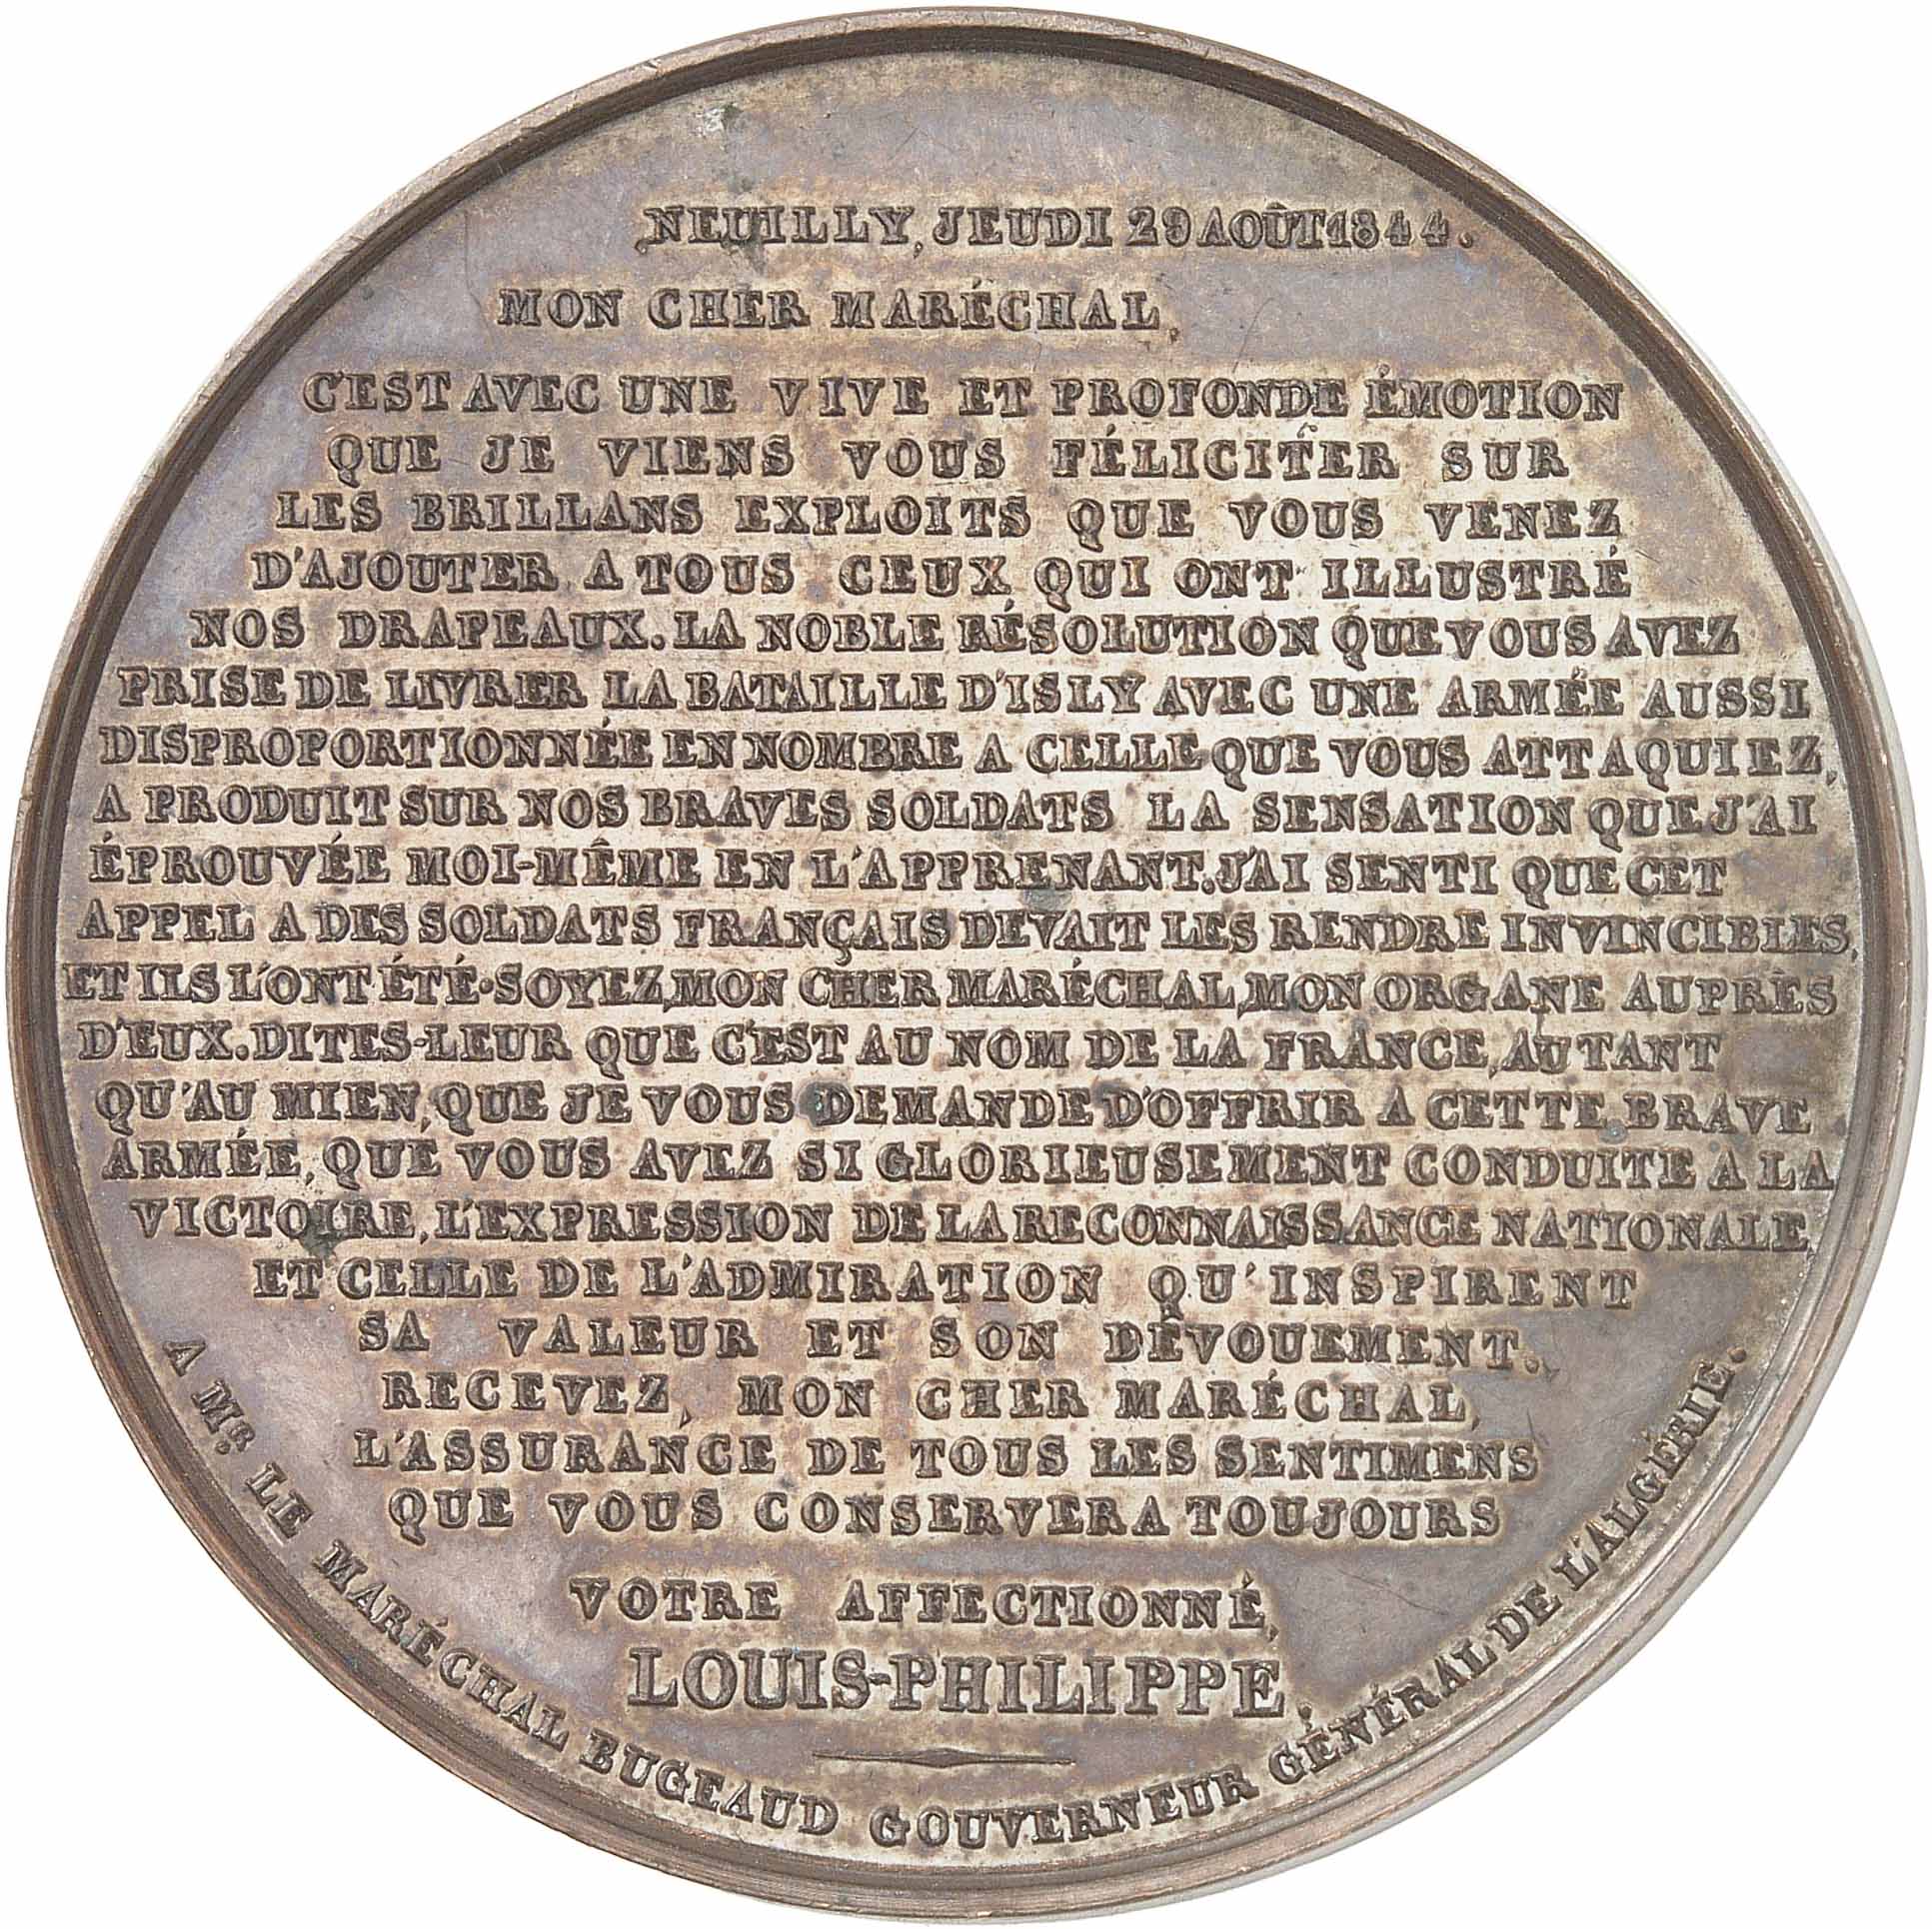 NEUILLY, JEUDI 29 AOÛT 1844.
MON CHER MARÉCHAL,
C'EST AVEC UNE VIVE ET PROFONDE ÉMOTION
QUE JE VIENS VOUS FÉLICITER SUR
LES BRILLANS EXPLOITS QUE VOUS VENEZ
D'AJOUTER A TOUS CEUX QUI ONT ILLUSTRÉ
NOS DRAPEAUX. LA NOBLE RÉSOLUTION QUE VOUS AVEZ
PRISE DE LIVRER LA BATAILLE D'ISLY AVEC UNE ARMÉE AUSSI
DISPROPORTIONNÉE EN NOMBRE A CELLE QUE VOUS ATTAQUIEZ,
A PRODUIT SUR NOS BRAVES SOLDATS LA SENSATION QUE J'AI
ÉPROUVÉE MOI-MÊME EN L'APPRENANT. J'AI SENTI QUE CET
APPEL A DES SOLDATS FRANÇAIS DEVAIT LES RENDRE INVINCIBLES,
ET ILS L'ONT ÉTÉ. SOYEZ, MON CHER MARÉCHAL, MON ORGANE AUPRÈS
D'EUX. DITES-LEUR QUE C'EST AU NOM DE LA FRANCE, AUTANT
QU'AU MIEN, QUE JE VOUS DEMANDE D'OFFRIR A CETTE BRAVE
ARMÉE, QUE VOUS AVEZ SI GLORIEUSEMENT CONDUITE A LA
VICTOIRE, L'EXPRESSION DE LA RECONNAISSANCE NATIONALE,
ET CELLE DE L'ADMIRATION QU'INSPIRENT
SA VALEUR ET SON DÉVOUEMENT.
RECEVEZ, MON CHER MARÉCHAL,
L'ASSURANCE DE TOUS LES SENTIMENS
QUE VOUS CONSERVERA TOUJOURS
VOTRE AFFECTIONNÉ,
LOUIS-PHILIPPE.
A MR. LE MARÉCHAL BUGEAUD GOUVERNEUR GÉNÉRAL DE L'ALGÉRIE.